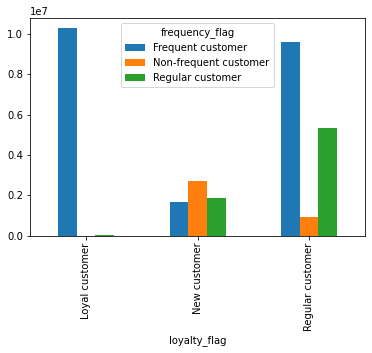 1e7
frequency_flag
Frequent customer
Non-frequent customer
Regular customer
1.0
0.8
0.6
0.4
0.2
0.0
Loyal customer
New customer
Regular customer
loyalty_flag